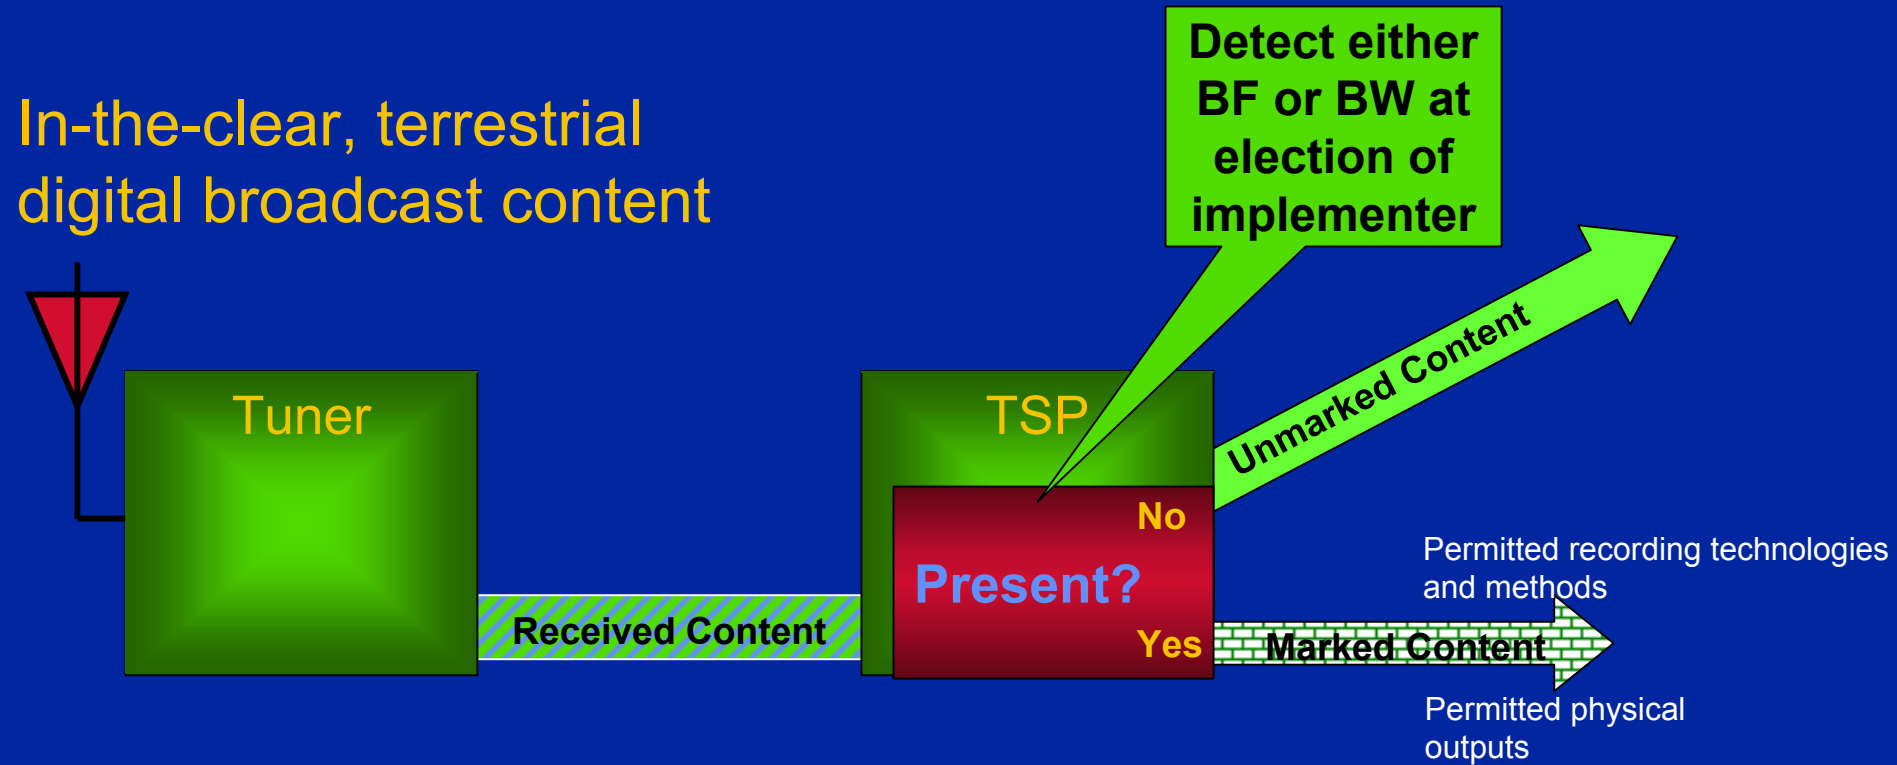 In-the-clear, terrestrial
digital broadcast content
Detect either
BF or BW at
election of
implementer
Tuner
Received Content
TSP
Present?
No
Yes
Unmarked Content
Marked Content
Permitted recording technologies
and methods
Permitted physical
outputs